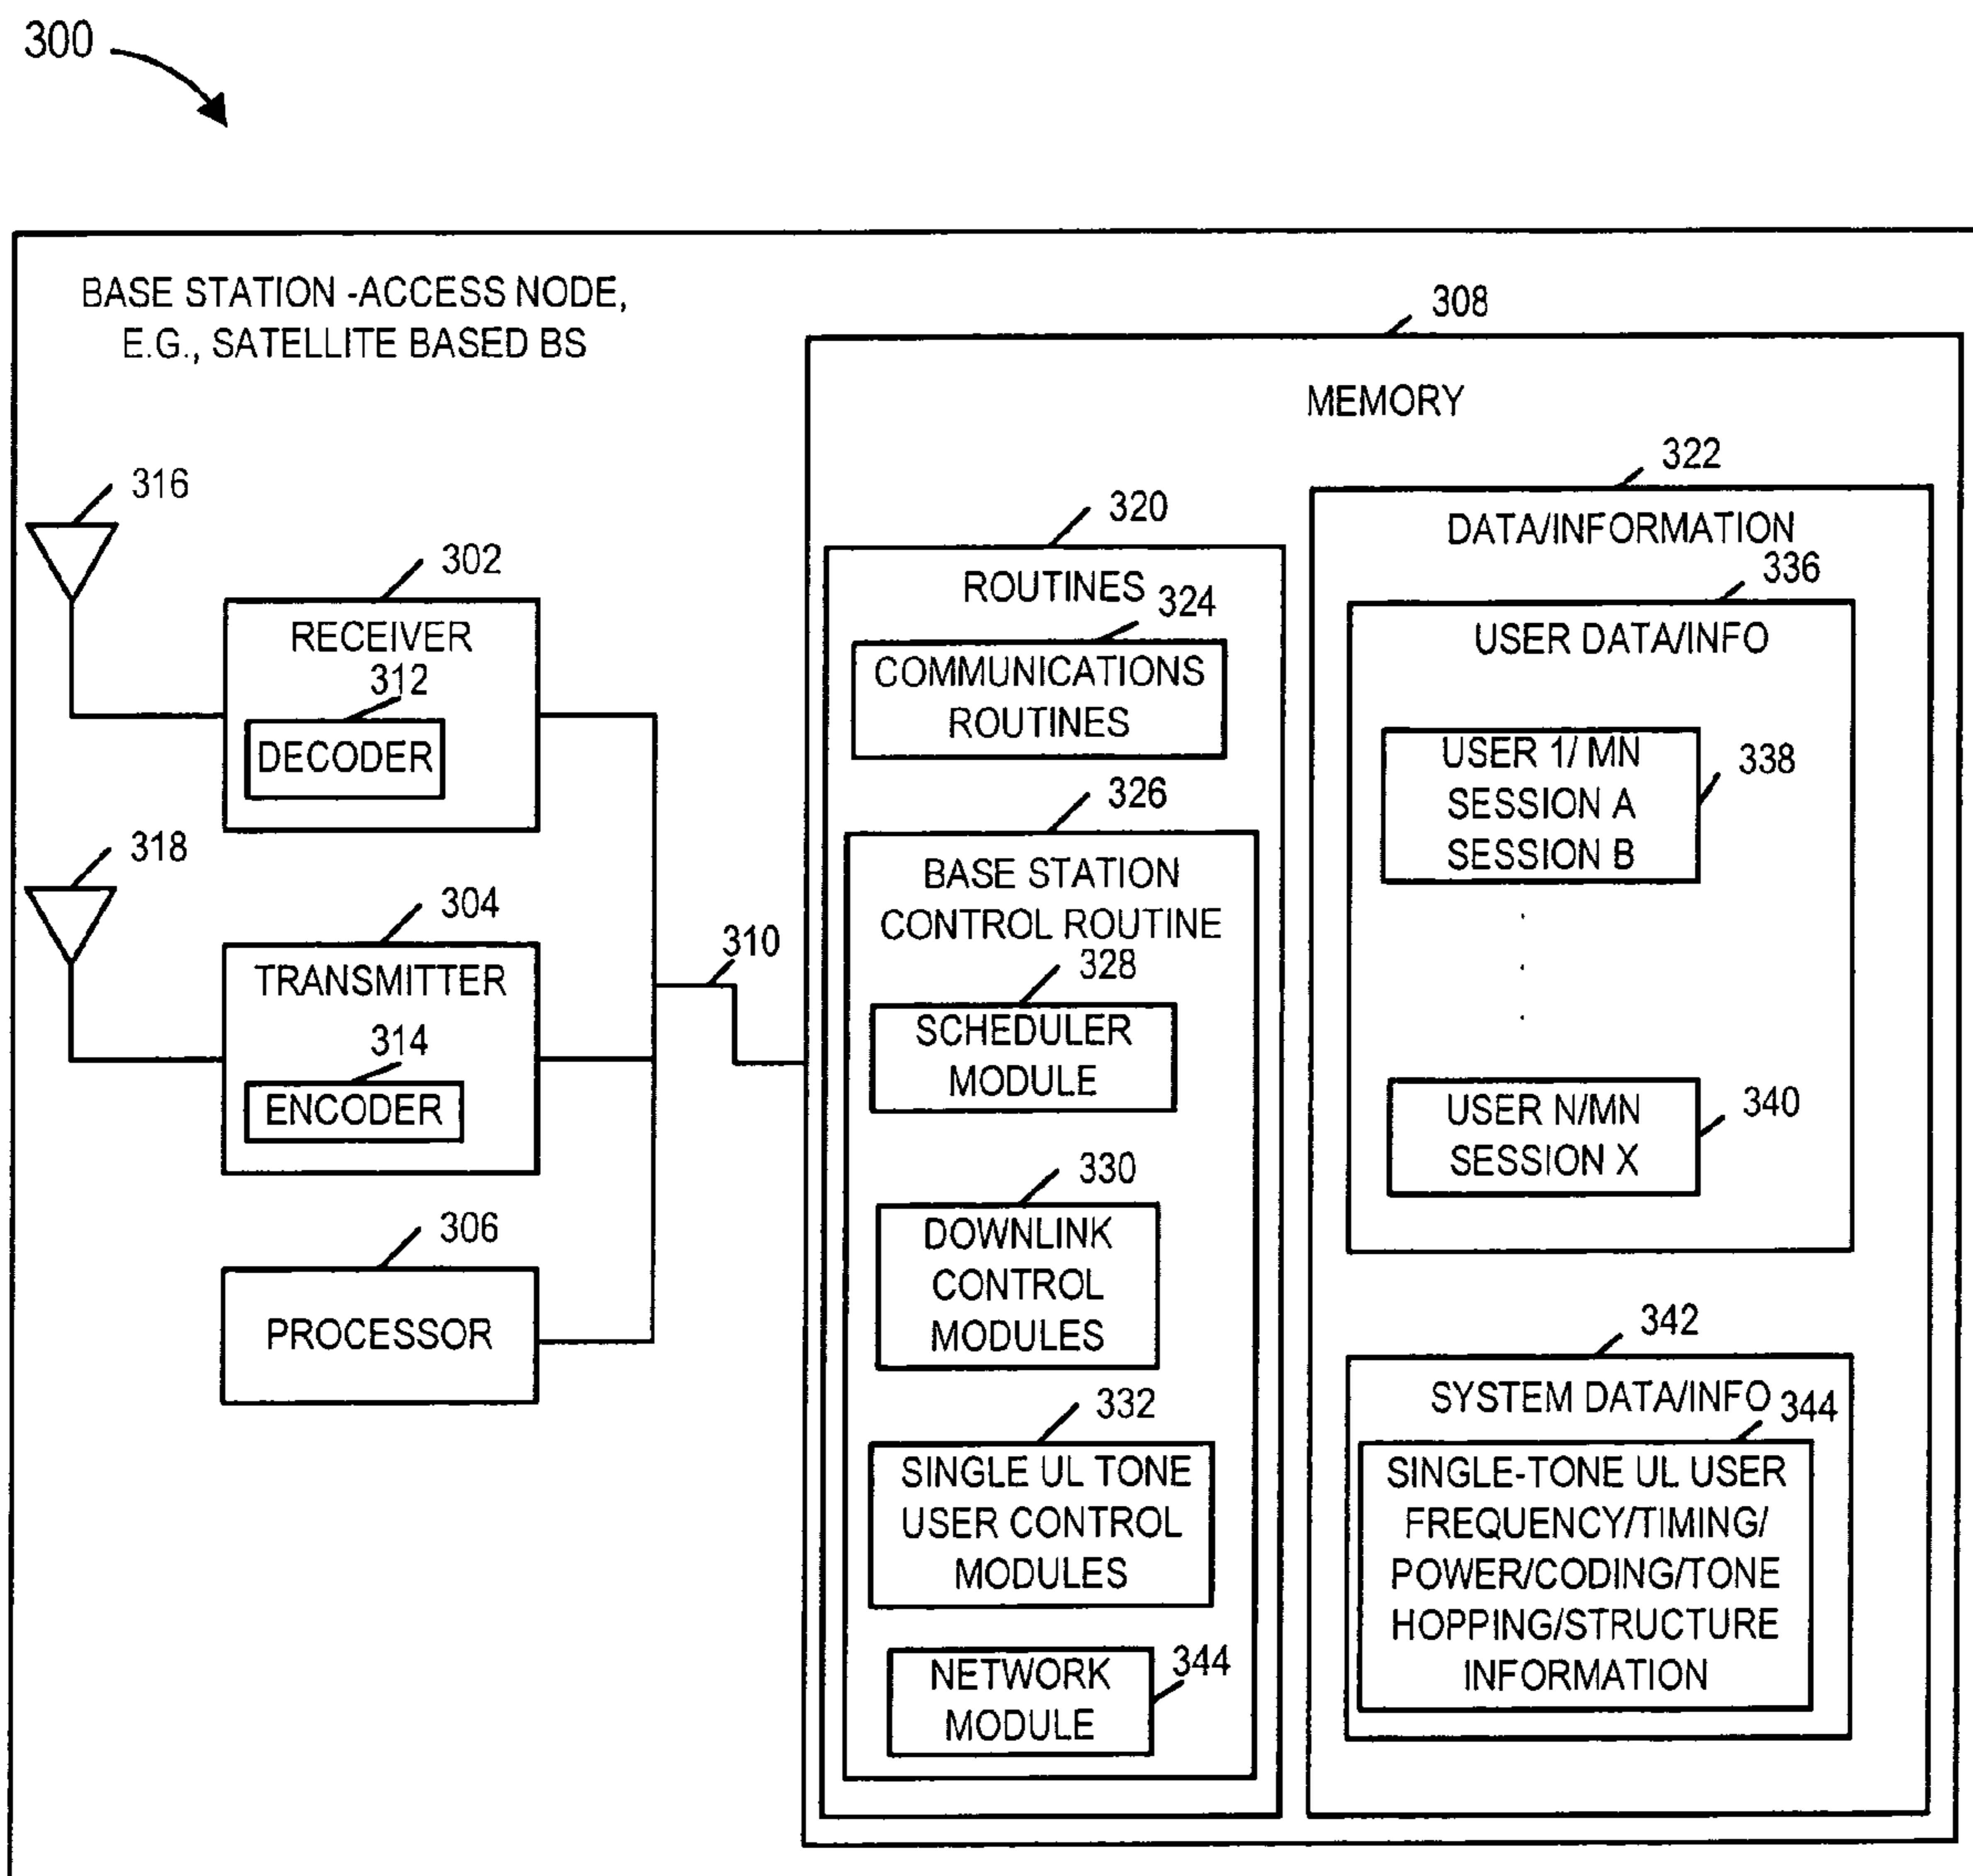 300
BASE STATION -ACCESS NODE,
E.G., SATELLITE BASED BS
316
302
RECEIVER
312
DECODER
318
304
TRANSMITTER
314
ENCODER
306
PROCESSOR
310
308
MEMORY
320
ROUTINES
324
COMMUNICATIONS
ROUTINES
326
BASE STATION
CONTROL ROUTINE
328
SCHEDULER
MODULE
330
DOWNLINK
CONTROL
MODULES
332
SINGLE UL TONE
USER CONTROL
MODULES
NETWORK
MODULE
344
322
DATA/INFORMATION
336
USER DATA/INFO
USER 1/ MN
SESSION A
SESSION B
338
USER N/MN
SESSION X
340
342
SYSTEM DATA/INFO
344
SINGLE-TONE UL USER
FREQUENCY/TIMING/
POWER/CODING/TONE
HOPPING/STRUCTURE
INFORMATION